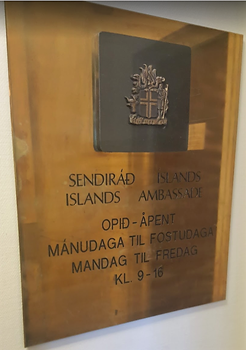 SENDIRÁÐ ÍSLANDS
ISLANDS AMBASSADE
OPIÐ-ÅPENT
MÁNUDAGA TIL FÖSTUDAGA
MANDAG TIL FREDAG
KL. 9-16